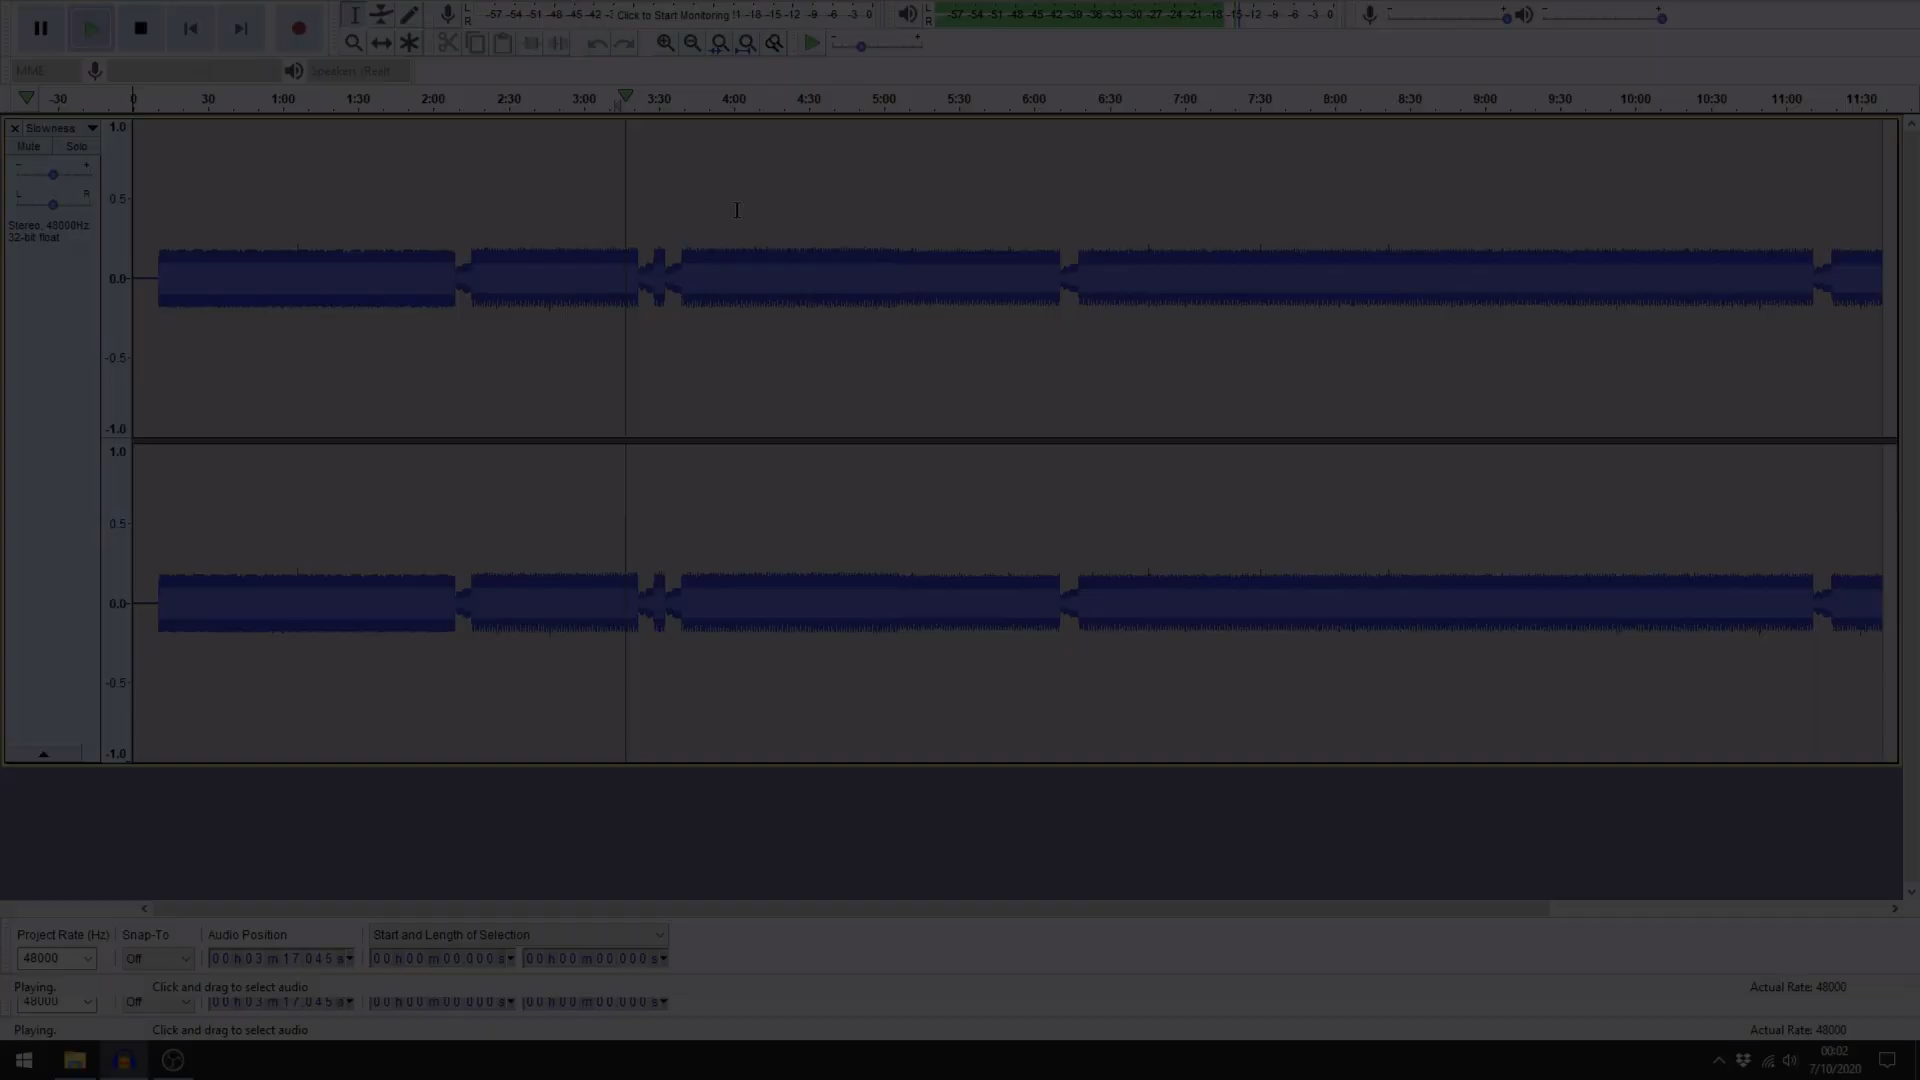 L
R
-57 -54 -51 -48 -45 -42 -3 Click to Start Monitoring !1 -18 -15 -12 -9 -6 -3 0
L
R
-57 -54 -51 -48 -45 -42 -39 -36 -33 -30 -27 -24 -21 -18 -15 -12 -9 -6 -3 0
MME
Speakers (Realt
-30 0 30 1:00 1:30 2:00 2:30 3:00 3:30 4:00 4:30 5:00 5:30 6:00 6:30 7:00 7:30 8:00 8:30 9:00 9:30 10:00 10:30 11:00 11:30
Slowness
Mute Solo
L R
Stereo, 48000Hz
32-bit float
1.0
0.5
0.0
-0.5
-1.0
1.0
0.5
0.0
-0.5
-1.0
Project Rate (Hz) Snap-To Audio Position Start and Length of Selection
48000 Off 00 h 03 m 17.045 s 00 h 00 m 00.000 s 00 h 00 m 00.000 s
Playing. Click and drag to select audio Actual Rate: 48000
48000 Off 00 h 03 m 17.045 s 00 h 00 m 00.000 s 00 h 00 m 00.000 s
Playing. Click and drag to select audio Actual Rate: 48000
00:02
7/10/2020